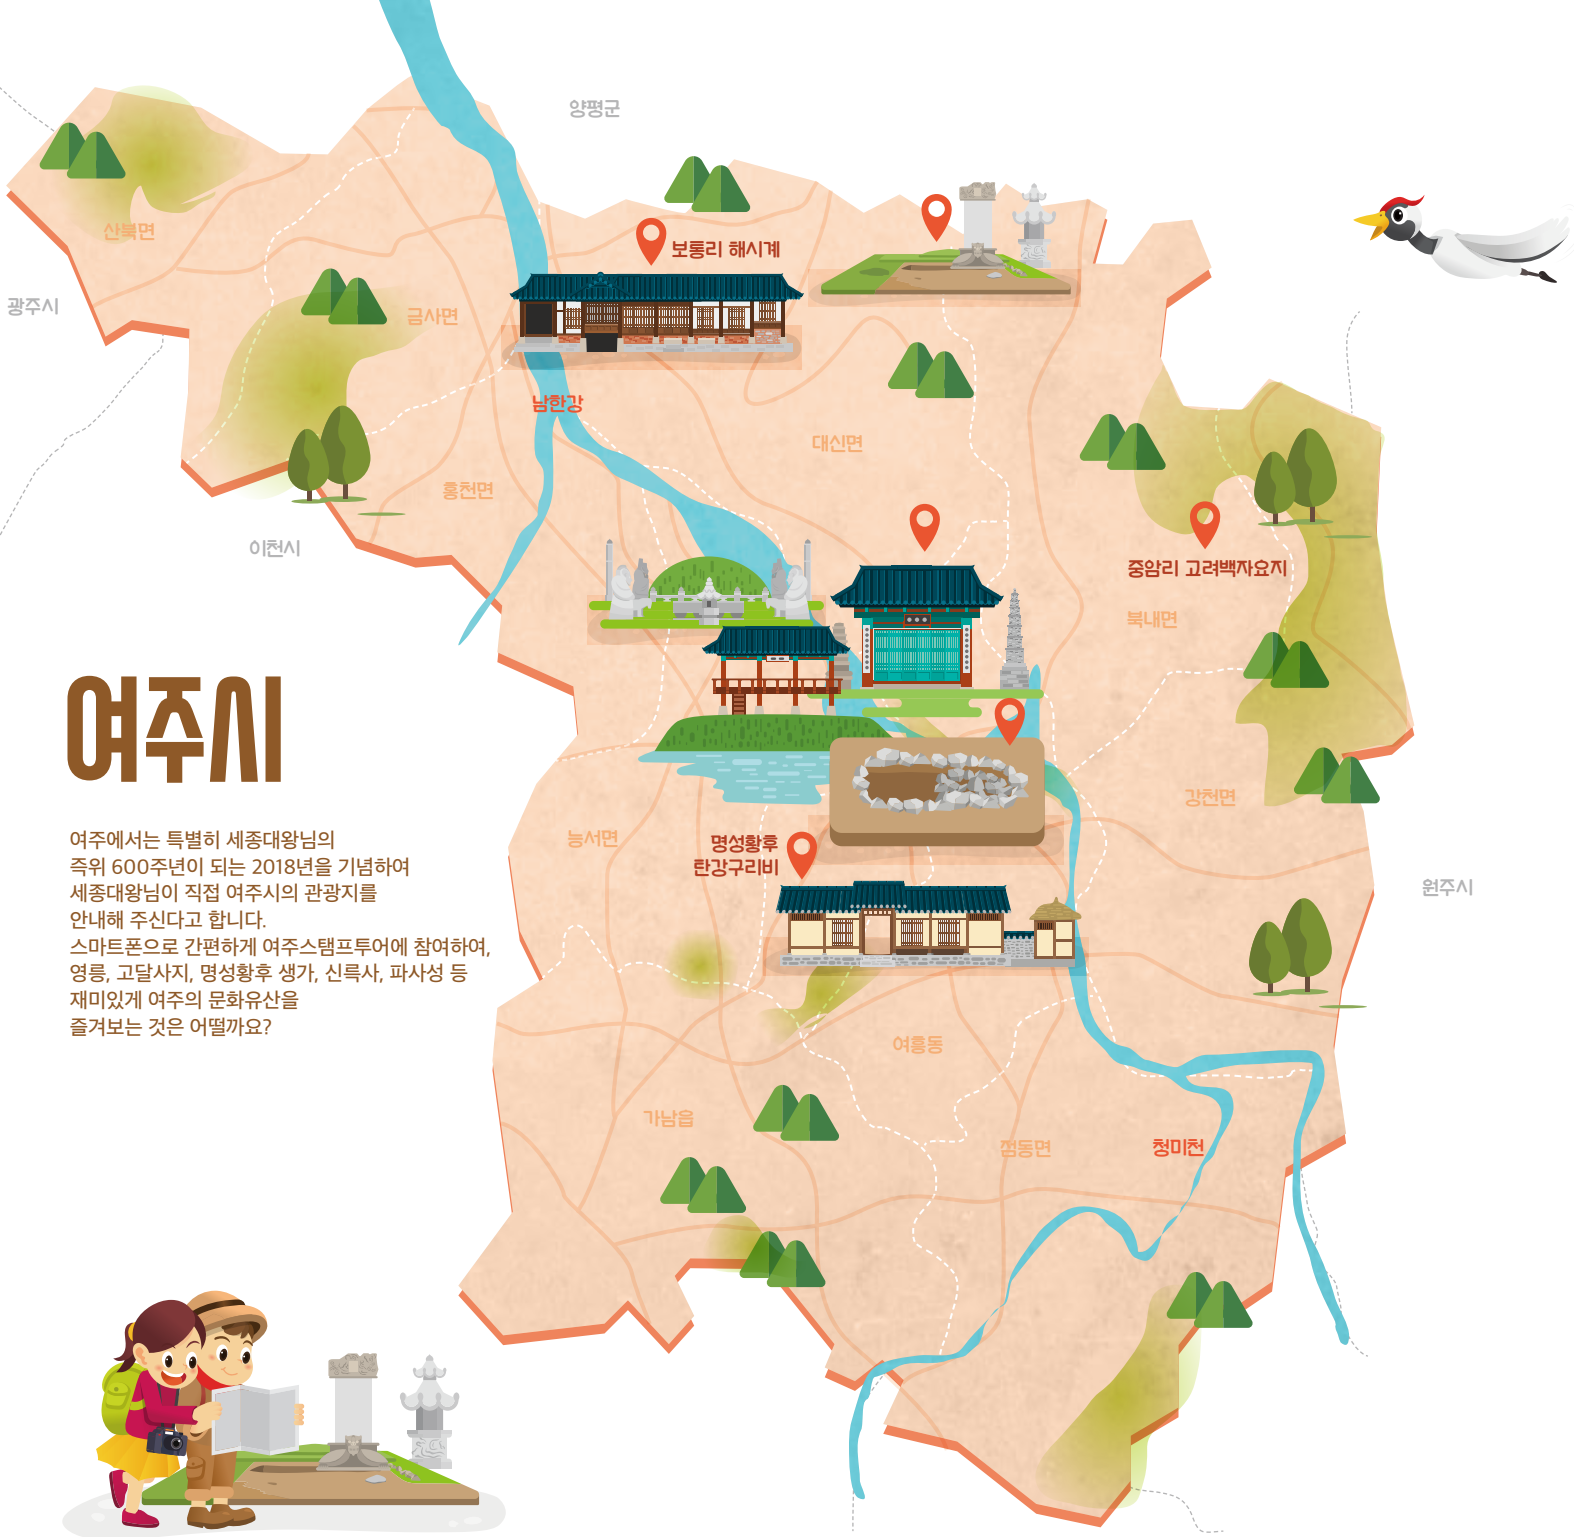 양평군
산북면
보통리 해시계
광주시
금사면
남한강
대신면
흥천면
이천시
중암리 고려백자요지
북내면
여주시
강천면
능서면
명성황후
탄강구리비
여주에서는 특별히 세종대왕님의
즉위 600주년이 되는 2018년을 기념하여
세종대왕님이 직접 여주시의 관광지를
안내해 주신다고 합니다.
스마트폰으로 간편하게 여주스탬프투어에 참여하여,
영릉, 고달사지, 명성황후 생가, 신륵사, 파사성 등
재미있게 여주의 문화유산을
즐겨보는 것은 어떨까요?
원주시
여흥동
가남읍
점동면
청미천